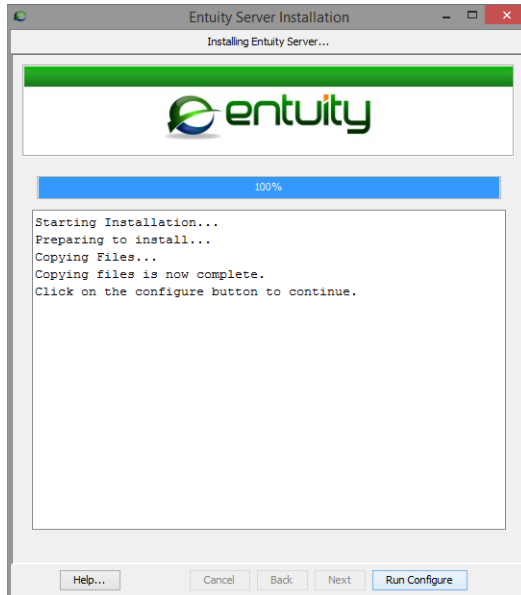 Entuity Server Installation
Installing Entuity Server...
entuity
100%
Starting Installation...
Preparing to install...
Copying Files...
Copying files is now complete.
Click on the configure button to continue.
Help... Cancel Back Next Run Configure